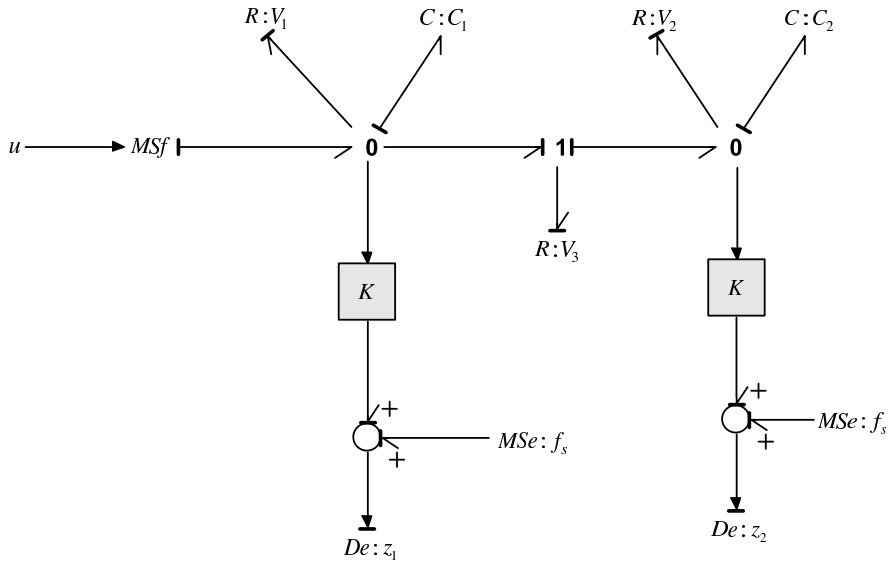 R:V₁ C:C₁ R:V₂ C:C₂
u MSf 0 1 0
R:V₃
K K
+ +
MSe:fₛ MSe:fₛ
+ +
De:z₁ De:z₂